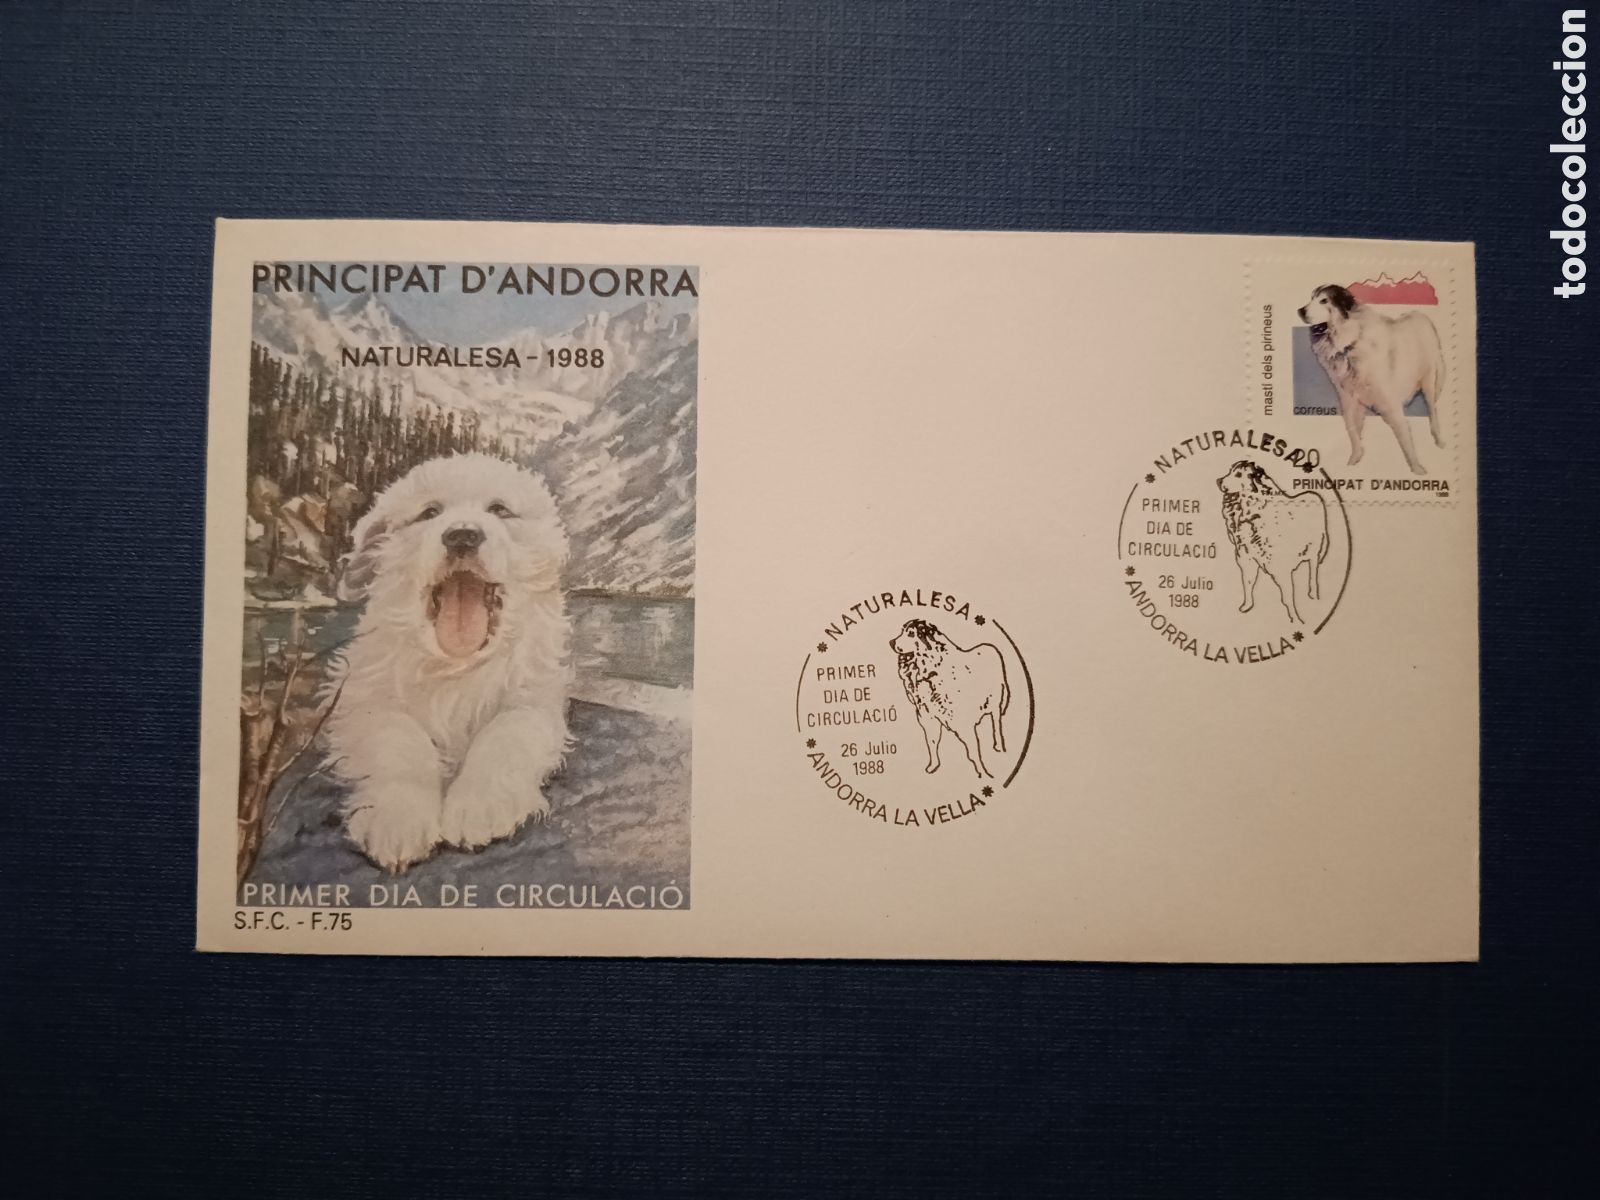 todocoleccion
PRINCIPAT D'ANDORRA
NATURALESA - 1988
PRIMER DIA DE CIRCULACIÓ
S.F.C. - F.75
mastí dels pirineus
correus
20
PRINCIPAT D'ANDORRA
1988
* NATURALESA *
PRIMER
DIA DE
CIRCULACIÓ
26 Julio
1988
* ANDORRA LA VELLA *
* NATURALESA *
PRIMER
DIA DE
CIRCULACIÓ
26 Julio
1988
* ANDORRA LA VELLA *